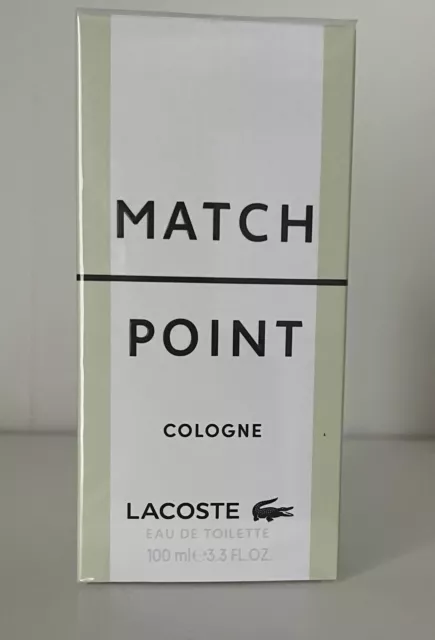 MATCH
POINT
COLOGNE
LACOSTE
EAU DE TOILETTE
100 ml℮3.3 FL.OZ.